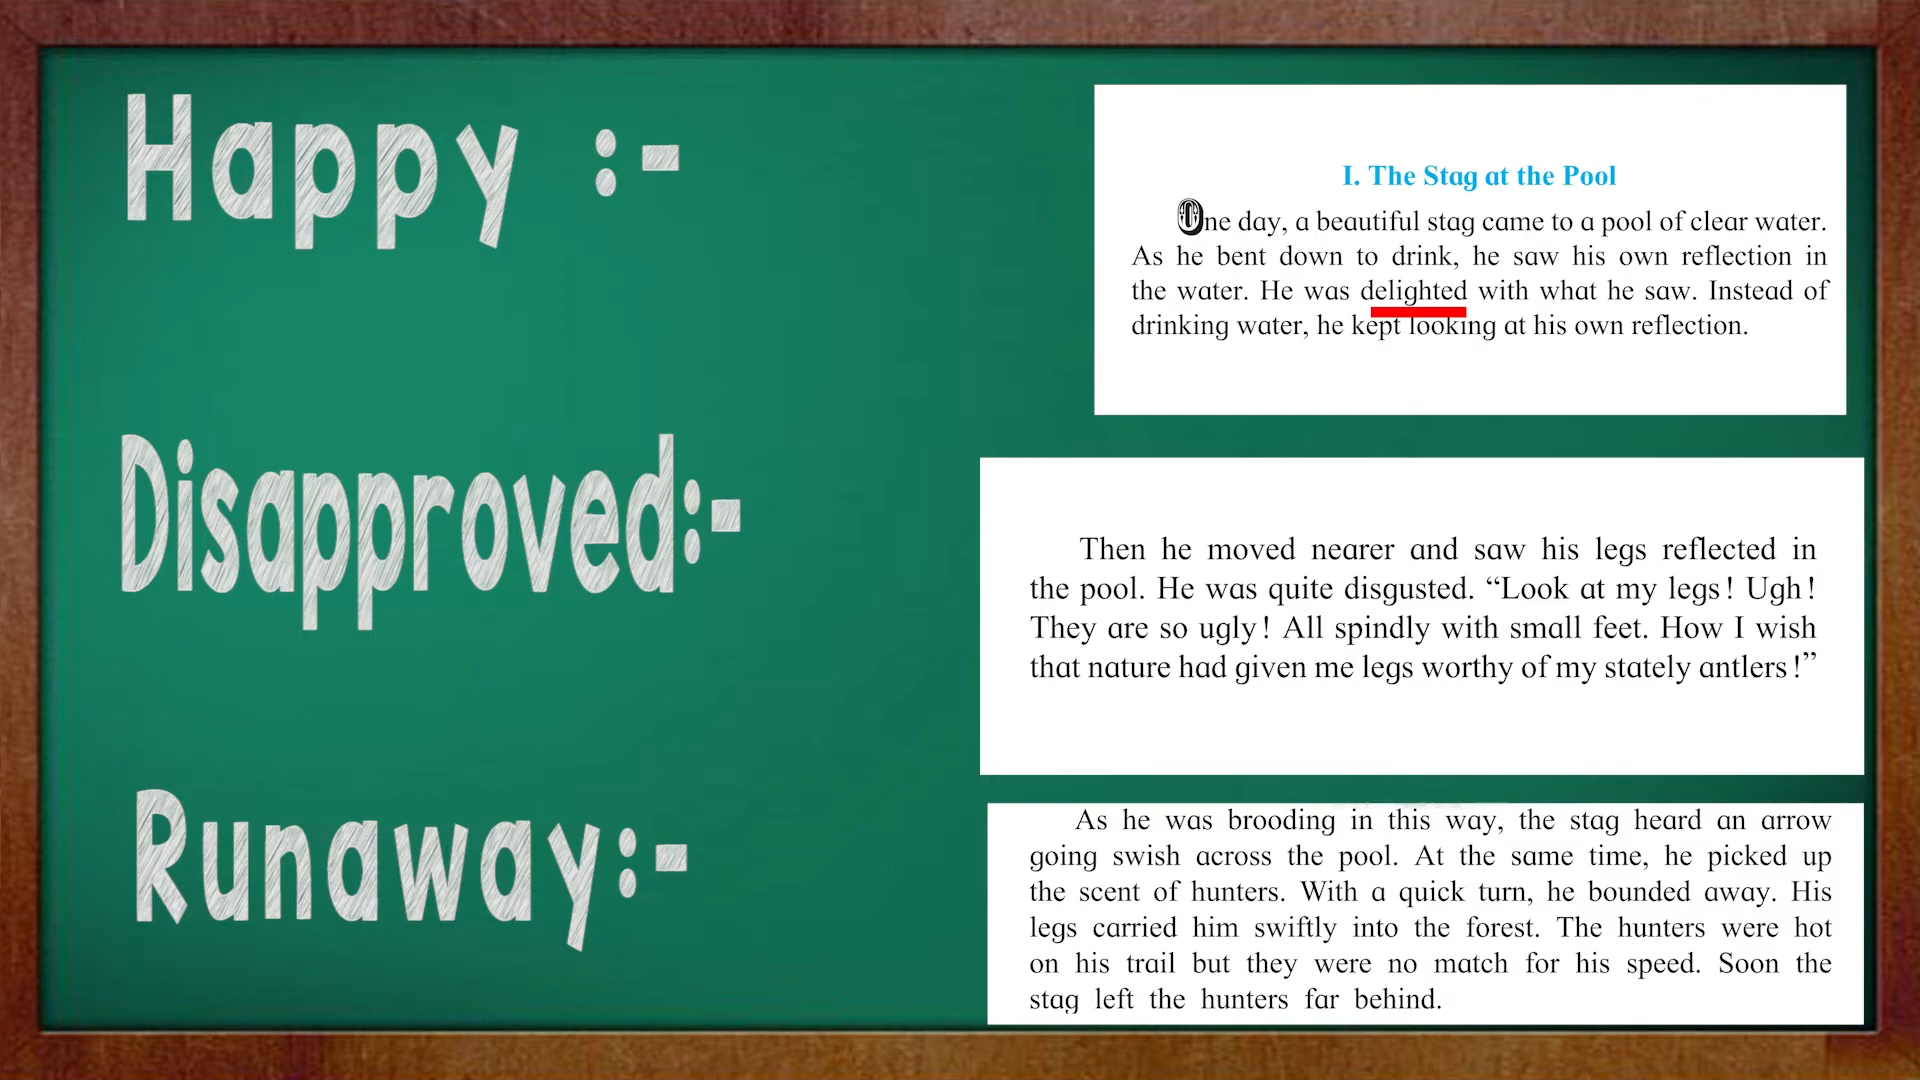 Happy :-
I. The Stag at the Pool
One day, a beautiful stag came to a pool of clear water.
As he bent down to drink, he saw his own reflection in
the water. He was delighted with what he saw. Instead of
drinking water, he kept looking at his own reflection.
Disapproved:-
Then he moved nearer and saw his legs reflected in
the pool. He was quite disgusted. “Look at my legs! Ugh!
They are so ugly! All spindly with small feet. How I wish
that nature had given me legs worthy of my stately antlers!”
Runaway:-
As he was brooding in this way, the stag heard an arrow
going swish across the pool. At the same time, he picked up
the scent of hunters. With a quick turn, he bounded away. His
legs carried him swiftly into the forest. The hunters were hot
on his trail but they were no match for his speed. Soon the
stag left the hunters far behind.